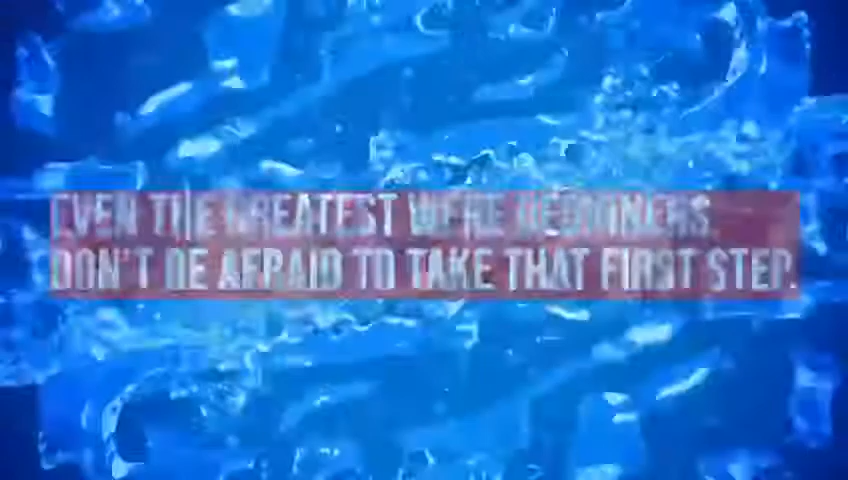 EVEN THE GREATEST WERE BEGINNERS.
DON'T BE AFRAID TO TAKE THAT FIRST STEP.